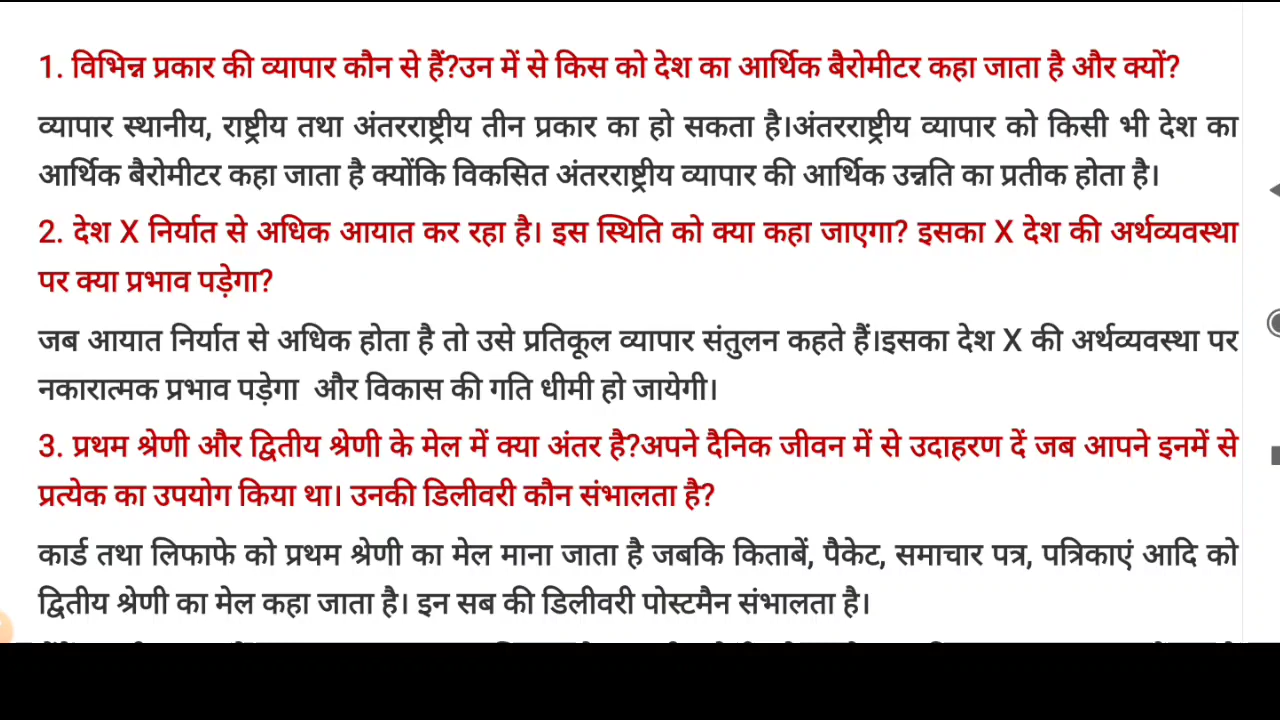 1. विभिन्न प्रकार की व्यापार कौन से हैं?उन में से किस को देश का आर्थिक बैरोमीटर कहा जाता है और क्यों?
व्यापार स्थानीय, राष्ट्रीय तथा अंतरराष्ट्रीय तीन प्रकार का हो सकता है।अंतरराष्ट्रीय व्यापार को किसी भी देश का
आर्थिक बैरोमीटर कहा जाता है क्योंकि विकसित अंतरराष्ट्रीय व्यापार की आर्थिक उन्नति का प्रतीक होता है।
2. देश X निर्यात से अधिक आयात कर रहा है। इस स्थिति को क्या कहा जाएगा? इसका X देश की अर्थव्यवस्था
पर क्या प्रभाव पड़ेगा?
जब आयात निर्यात से अधिक होता है तो उसे प्रतिकूल व्यापार संतुलन कहते हैं।इसका देश X की अर्थव्यवस्था पर
नकारात्मक प्रभाव पड़ेगा और विकास की गति धीमी हो जायेगी।
3. प्रथम श्रेणी और द्वितीय श्रेणी के मेल में क्या अंतर है?अपने दैनिक जीवन में से उदाहरण दें जब आपने इनमें से
प्रत्येक का उपयोग किया था। उनकी डिलीवरी कौन संभालता है?
कार्ड तथा लिफाफे को प्रथम श्रेणी का मेल माना जाता है जबकि किताबें, पैकेट, समाचार पत्र, पत्रिकाएं आदि को
द्वितीय श्रेणी का मेल कहा जाता है। इन सब की डिलीवरी पोस्टमैन संभालता है।